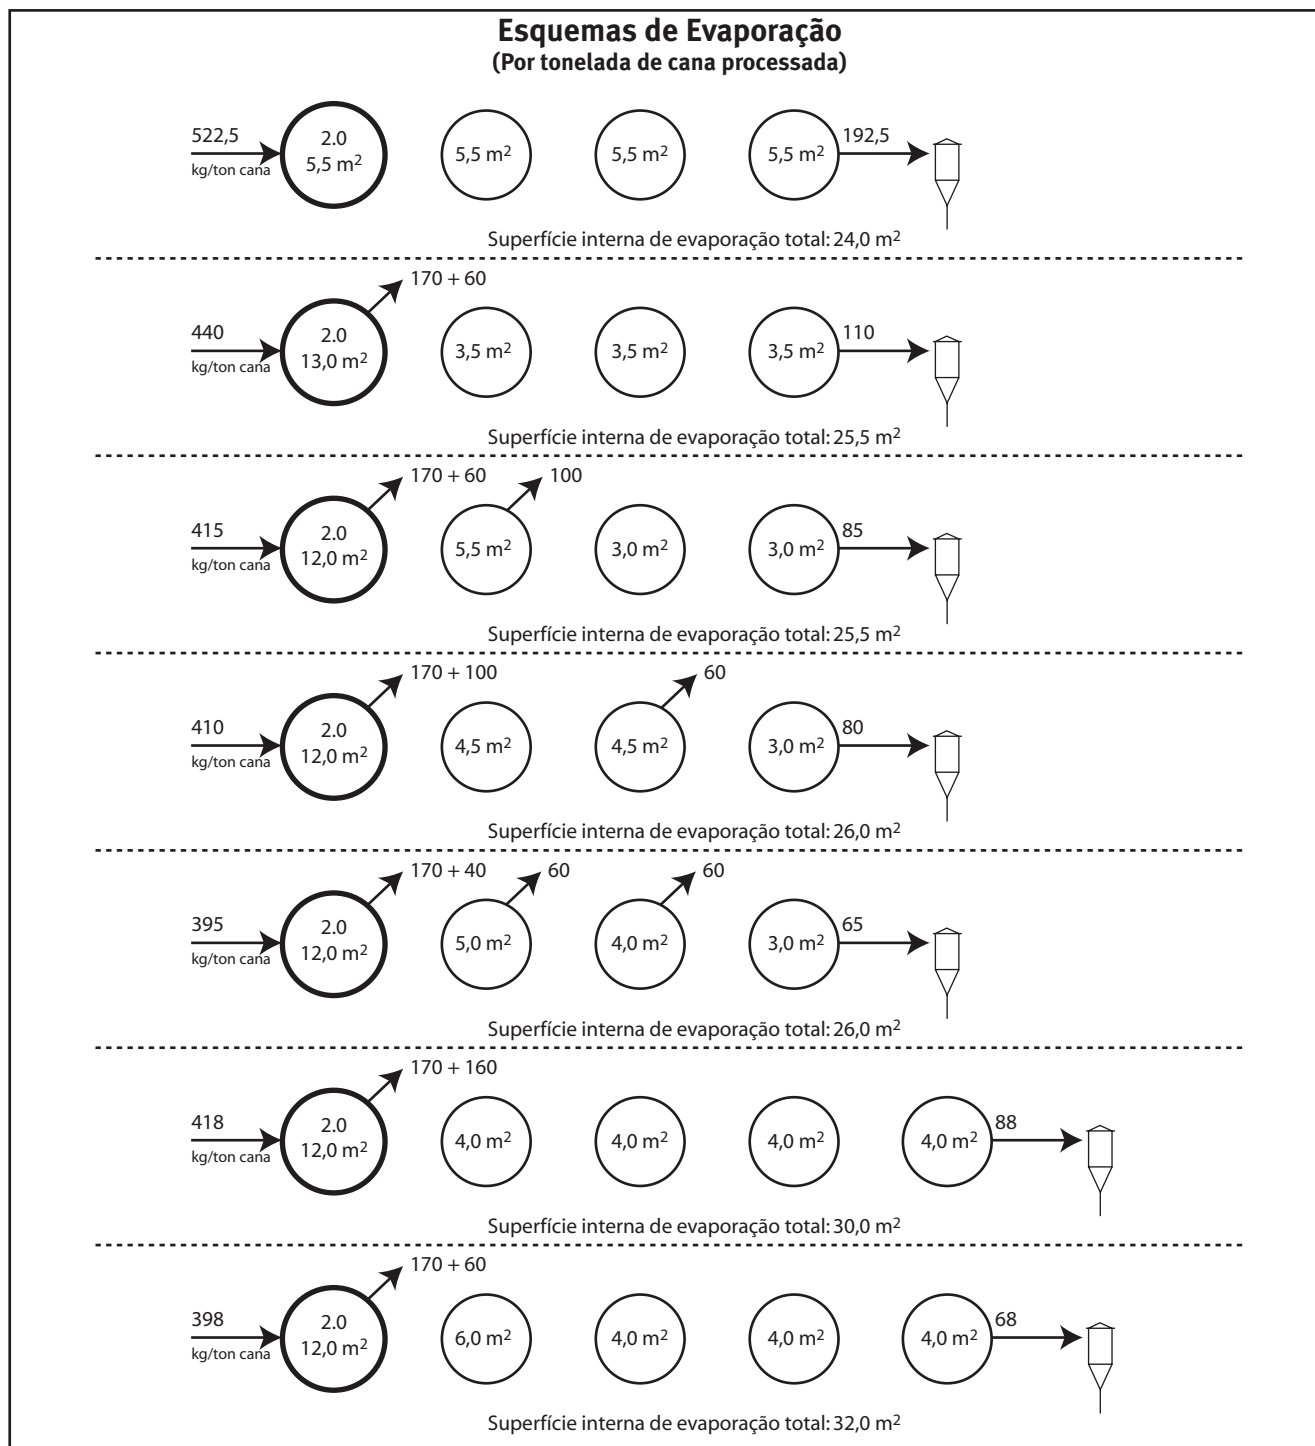 Esquemas de Evaporação
(Por tonelada de cana processada)
522,5
kg/ton cana
2.0
5,5 m²
5,5 m²
5,5 m²
5,5 m²
192,5
Superfície interna de evaporação total: 24,0 m²
170 + 60
440
kg/ton cana
2.0
13,0 m²
3,5 m²
3,5 m²
3,5 m²
110
Superfície interna de evaporação total: 25,5 m²
170 + 60
100
415
kg/ton cana
2.0
12,0 m²
5,5 m²
3,0 m²
3,0 m²
85
Superfície interna de evaporação total: 25,5 m²
170 + 100
60
410
kg/ton cana
2.0
12,0 m²
4,5 m²
4,5 m²
3,0 m²
80
Superfície interna de evaporação total: 26,0 m²
170 + 40
60
60
395
kg/ton cana
2.0
12,0 m²
5,0 m²
4,0 m²
3,0 m²
65
Superfície interna de evaporação total: 26,0 m²
170 + 160
418
kg/ton cana
2.0
12,0 m²
4,0 m²
4,0 m²
4,0 m²
4,0 m²
88
Superfície interna de evaporação total: 30,0 m²
170 + 60
398
kg/ton cana
2.0
12,0 m²
6,0 m²
4,0 m²
4,0 m²
4,0 m²
68
Superfície interna de evaporação total: 32,0 m²